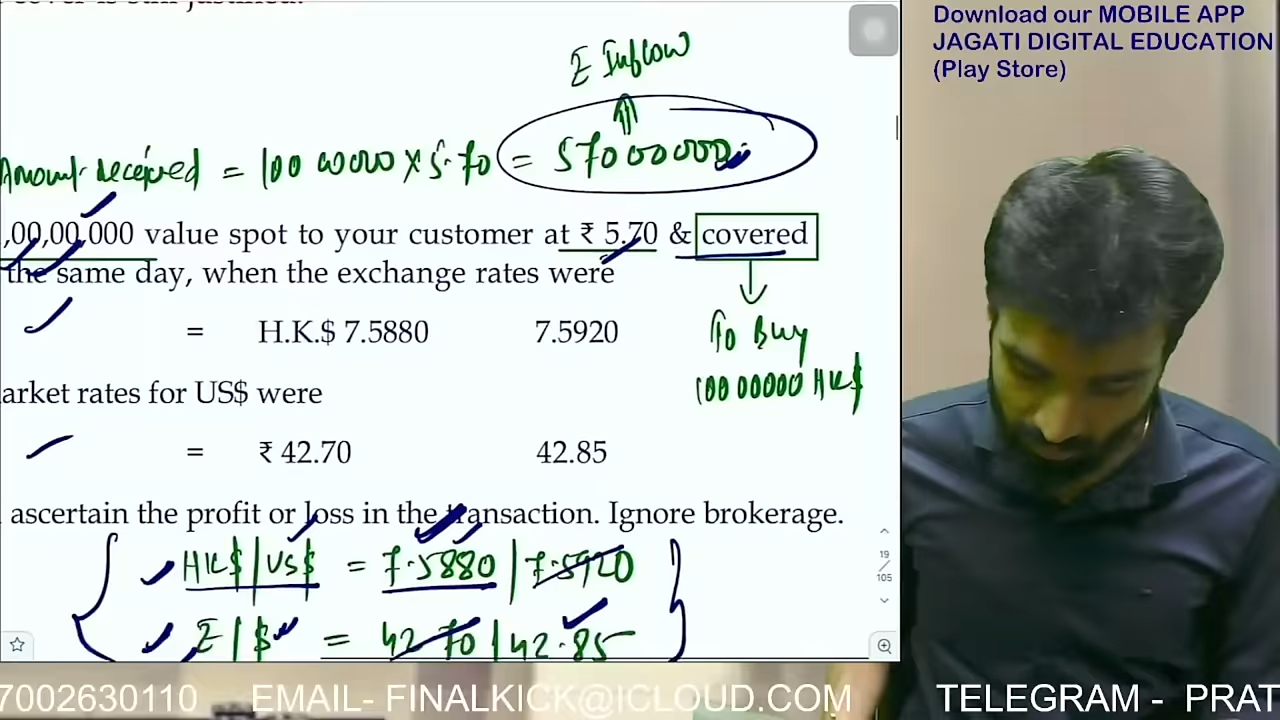 Download our MOBILE APP
JAGATI DIGITAL EDUCATION
(Play Store)
Σ Inflow
Amount received = 100 00000 × 5.70 = 57000000
,00,00,000 value spot to your customer at ₹ 5.70 & covered
the same day, when the exchange rates were
= H.K.$ 7.5880 7.5920
To Buy
100 00000 HK$
arket rates for US$ were
= ₹ 42.70 42.85
ascertain the profit or loss in the transaction. Ignore brokerage.
19
105
HK$ | US$ = 7.5880 | 7.5920
Σ | $ = 42.70 | 42.85
7002630110 EMAIL- FINALKICK@ICLOUD.COM TELEGRAM - PRAT